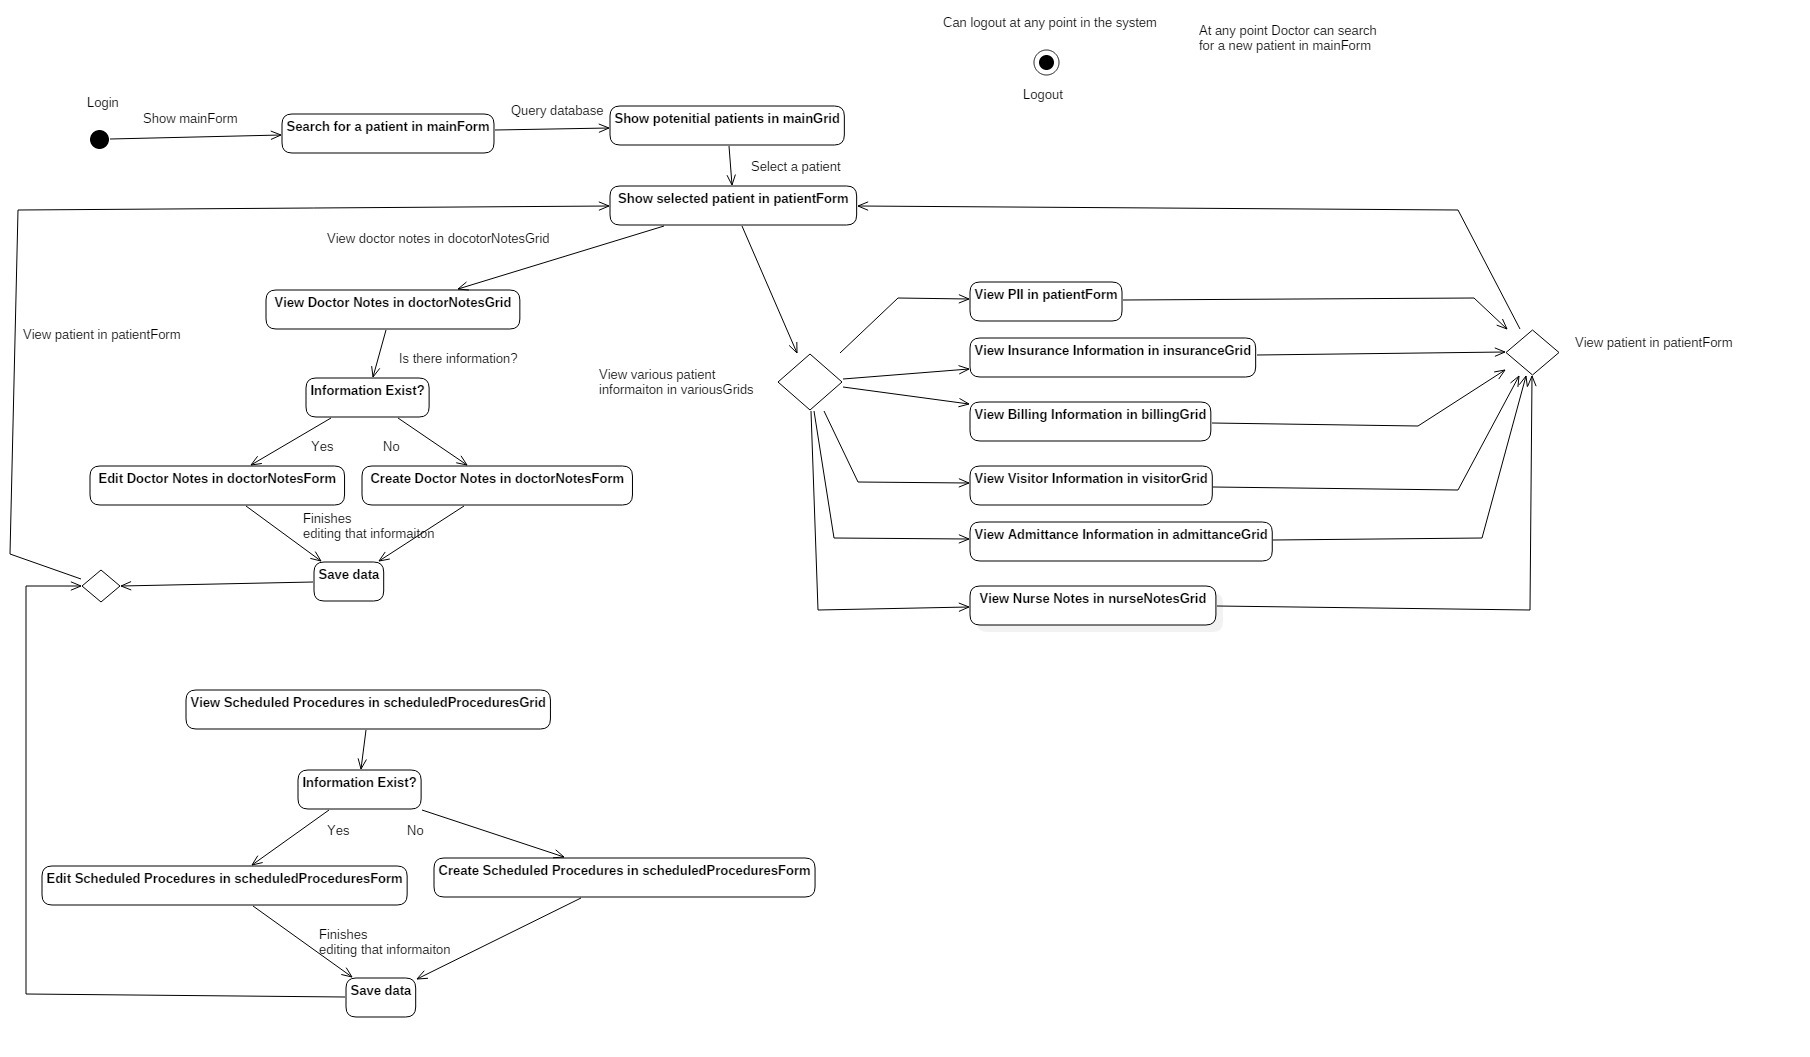 Can logout at any point in the system
At any point Doctor can search
for a new patient in mainForm
Logout
Login
Show mainForm
Search for a patient in mainForm
Query database
Show potenitial patients in mainGrid
Select a patient
Show selected patient in patientForm
View doctor notes in docotorNotesGrid
View Doctor Notes in doctorNotesGrid
View patient in patientForm
Is there information?
Information Exist?
Yes
No
Edit Doctor Notes in doctorNotesForm
Create Doctor Notes in doctorNotesForm
Finishes
editing that informaiton
Save data
View various patient
informaiton in variousGrids
View PII in patientForm
View Insurance Information in insuranceGrid
View Billing Information in billingGrid
View Visitor Information in visitorGrid
View Admittance Information in admittanceGrid
View Nurse Notes in nurseNotesGrid
View patient in patientForm
View Scheduled Procedures in scheduledProceduresGrid
Information Exist?
Yes
No
Edit Scheduled Procedures in scheduledProceduresForm
Create Scheduled Procedures in scheduledProceduresForm
Finishes
editing that informaiton
Save data